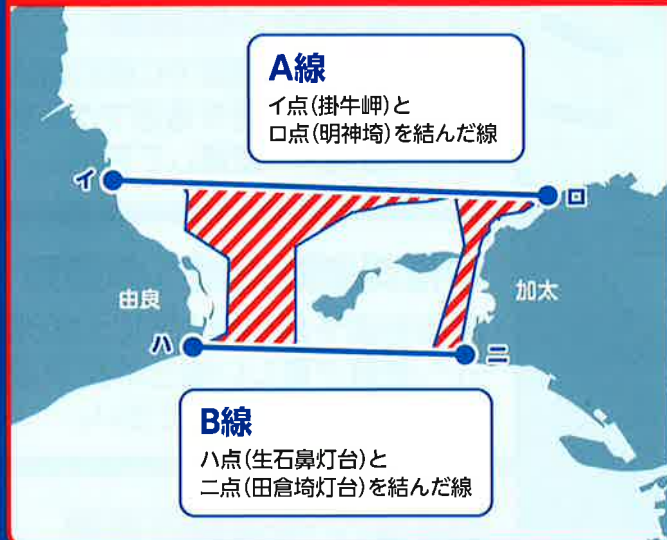 A線
イ点(掛牛岬)と
ロ点(明神埼)を結んだ線
イ
ロ
由良
加太
ハ
ニ
B線
ハ点(生石鼻灯台)と
ニ点(田倉埼灯台)を結んだ線